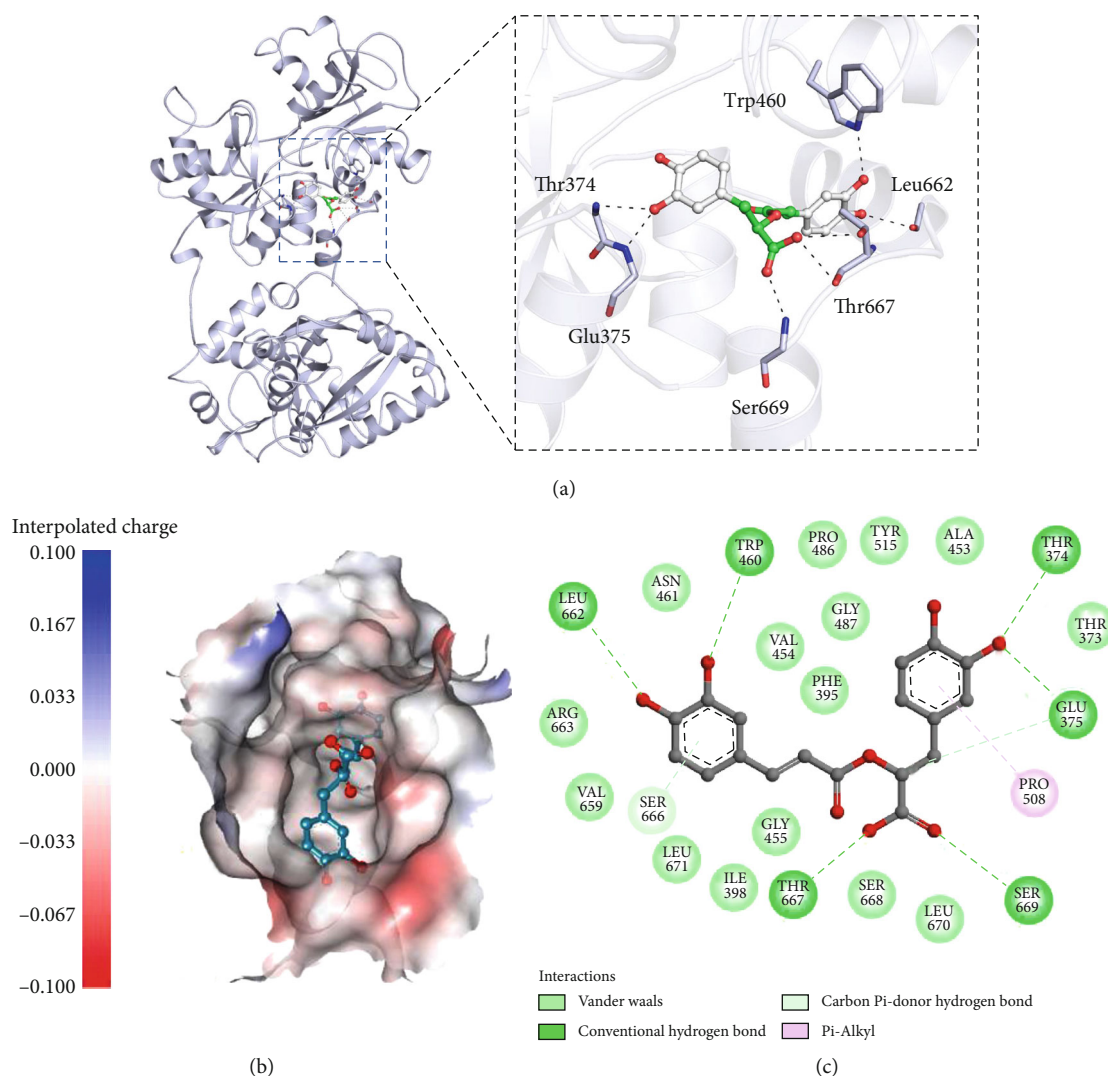 Trp460
Thr374
Leu662
Thr667
Glu375
Ser669
(a)
Interpolated charge
0.100
0.167
0.033
0.000
–0.033
–0.067
–0.100
(b)
TRP
460
PRO
486
TYR
515
ALA
453
THR
374
ASN
461
LEU
662
GLY
487
THR
373
VAL
454
PHE
395
GLU
375
ARG
663
VAL
659
SER
666
PRO
508
GLY
455
LEU
671
ILE
398
THR
667
SER
668
SER
669
LEU
670
Interactions
Vander waals
Carbon Pi-donor hydrogen bond
Conventional hydrogen bond
Pi-Alkyl
(c)